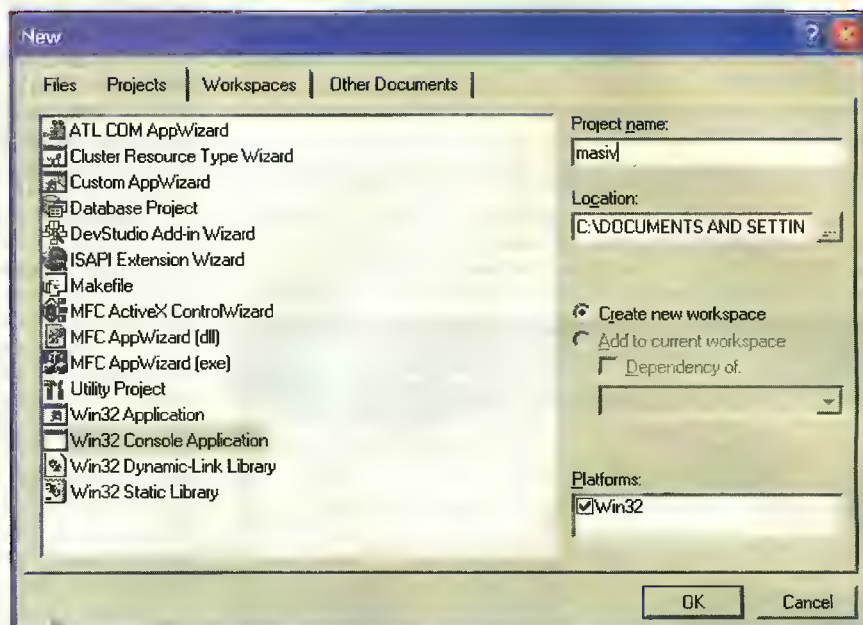 New
Files Projects Workspaces Other Documents
ATL COM AppWizard
Cluster Resource Type Wizard
Custom AppWizard
Database Project
DevStudio Add-in Wizard
ISAPI Extension Wizard
Makefile
MFC ActiveX ControlWizard
MFC AppWizard (dll)
MFC AppWizard (exe)
Utility Project
Win32 Application
Win32 Console Application
Win32 Dynamic-Link Library
Win32 Static Library
Project name:
masiv
Location:
C:\DOCUMENTS AND SETTIN ...
Create new workspace
Add to current workspace
Dependency of:
Platforms:
Win32
OK Cancel